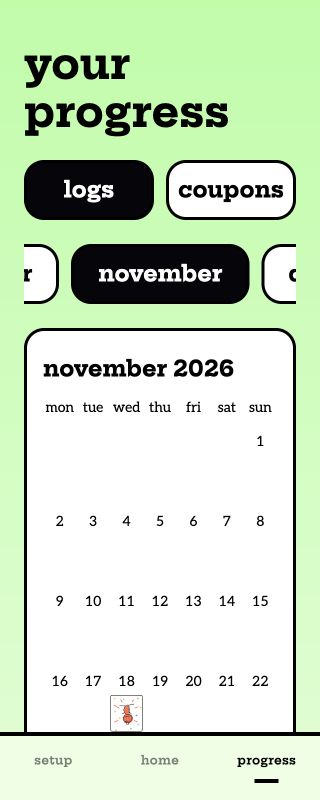 your
progress
logs coupons
november
november 2026
mon tue wed thu fri sat sun
1
2 3 4 5 6 7 8
9 10 11 12 13 14 15
16 17 18 19 20 21 22
setup home progress